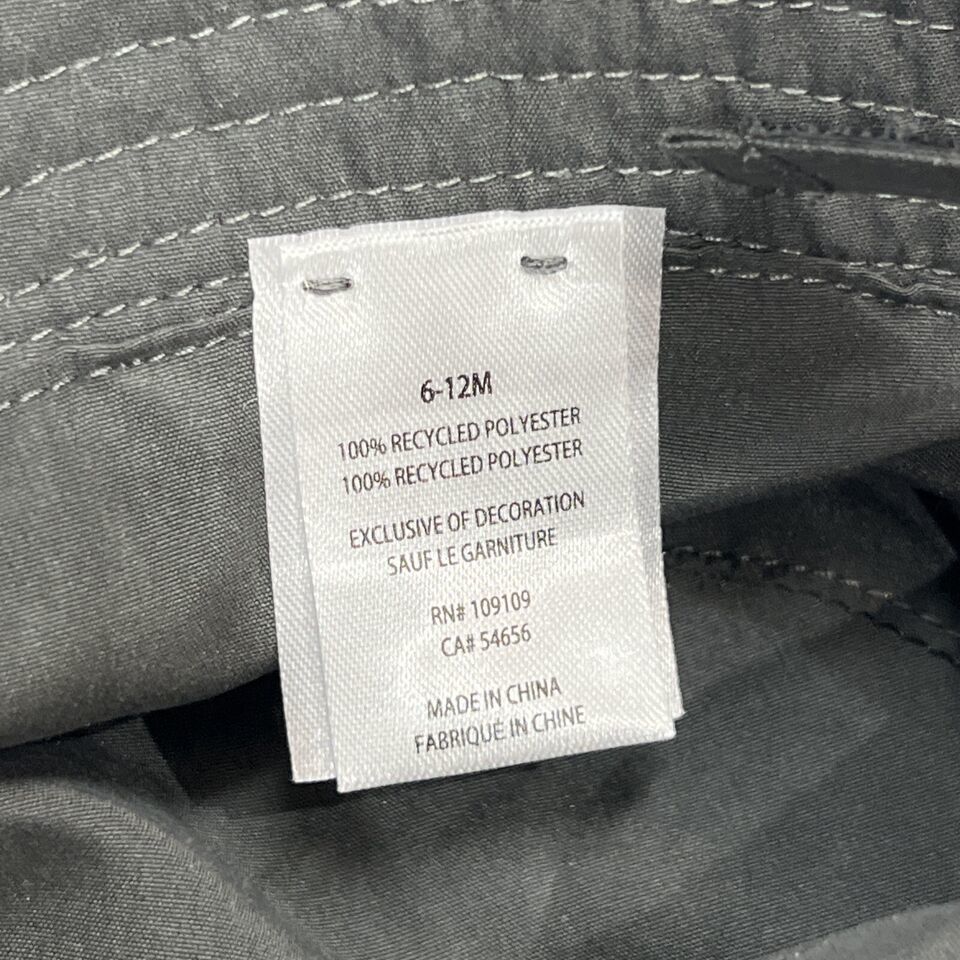 6-12M
100% RECYCLED POLYESTER
100% RECYCLED POLYESTER
EXCLUSIVE OF DECORATION
SAUF LE GARNITURE
RN# 109109
CA# 54656
MADE IN CHINA
FABRIQUÉ IN CHINE